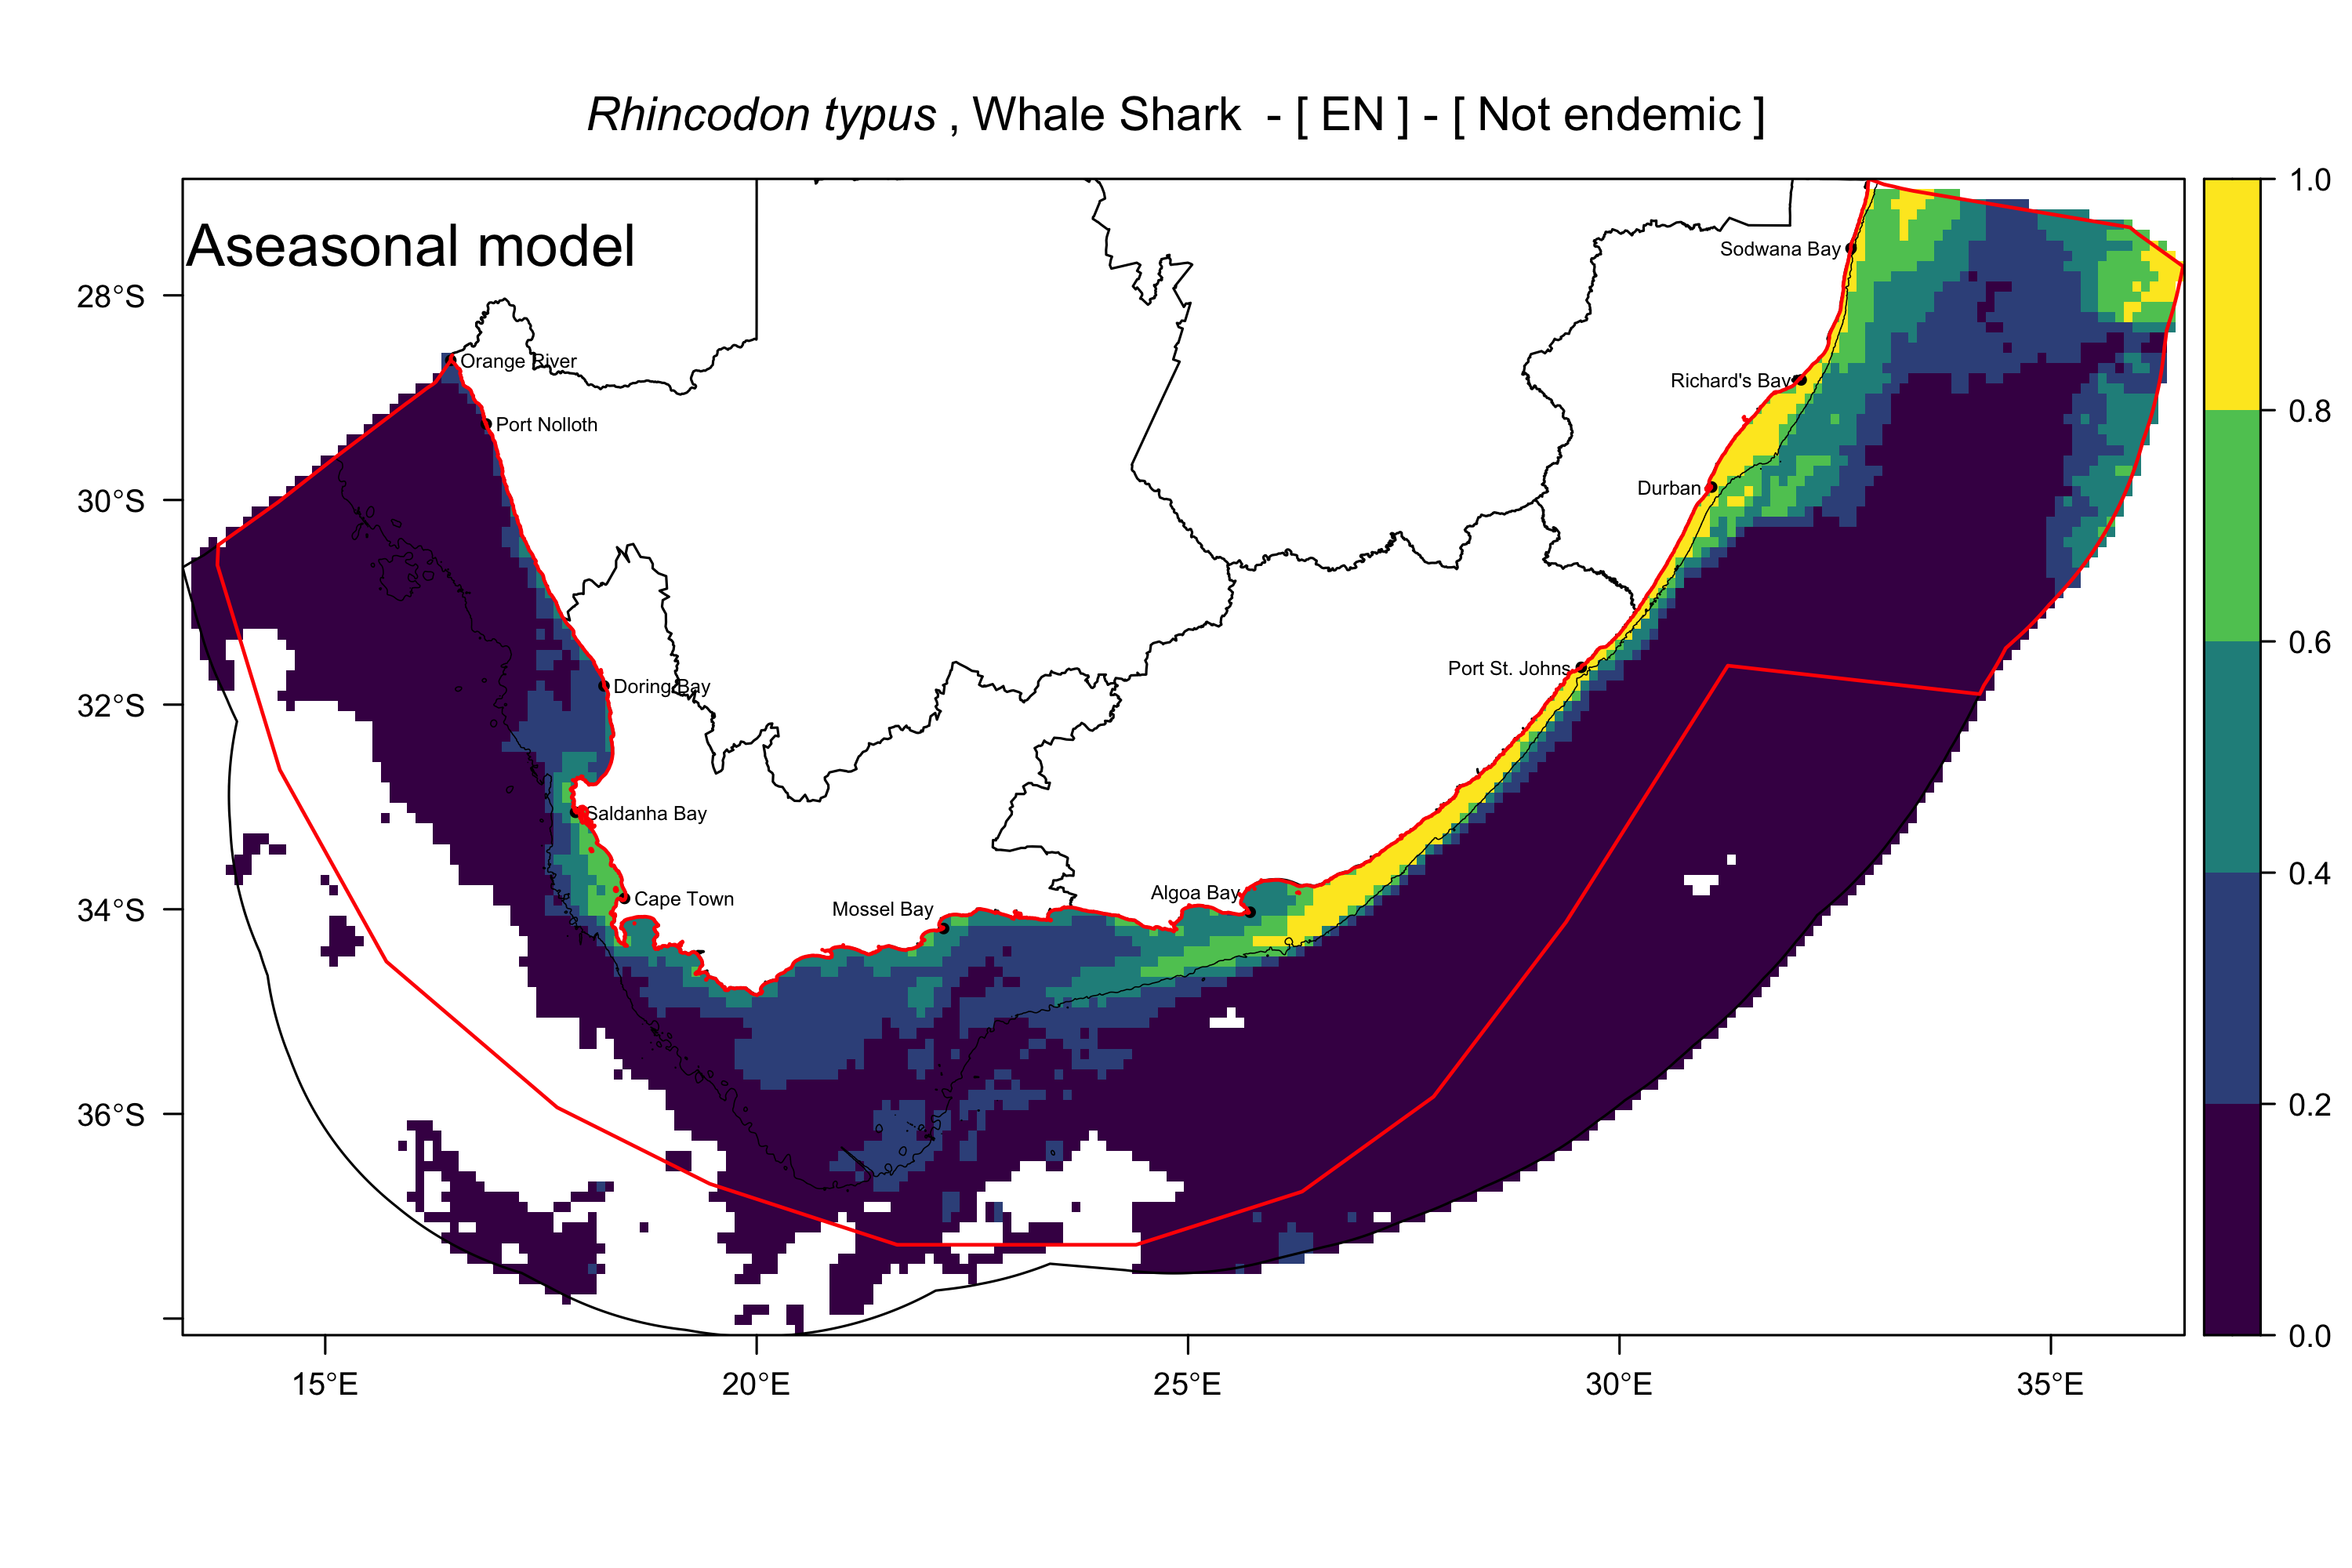 Rhincodon typus , Whale Shark - [ EN ] - [ Not endemic ]
Aseasonal model
1.0
0.8
0.6
0.4
0.2
0.0
28°S
30°S
32°S
34°S
36°S
Sodwana Bay
Orange River
Richard's Bay
Port Nolloth
Durban
Port St. Johns
Doring Bay
Saldanha Bay
Cape Town
Algoa Bay
Mossel Bay
15°E
20°E
25°E
30°E
35°E